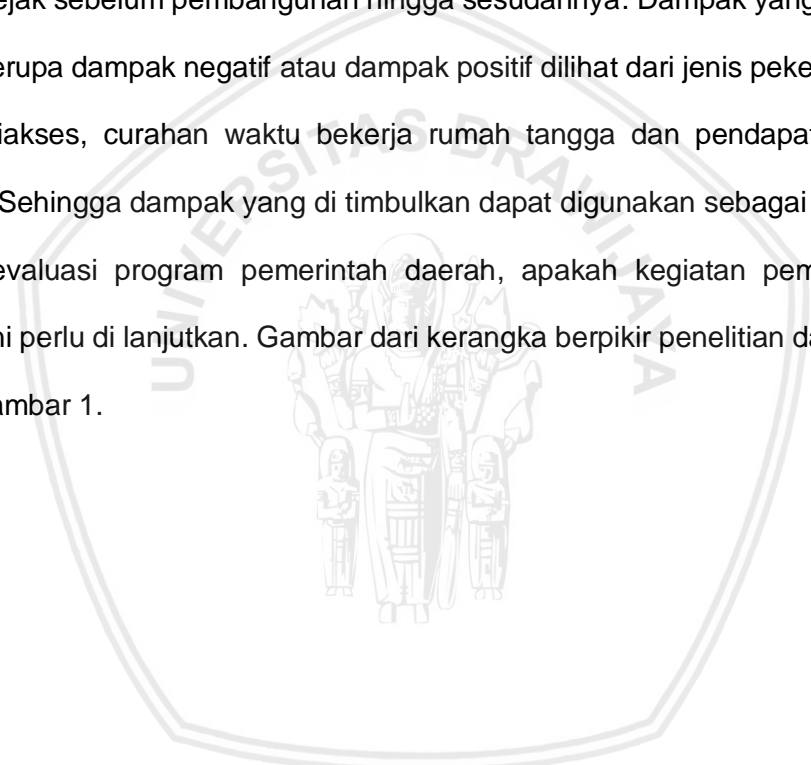 ejak sebelum pembangunan hingga sesudahnya. Dampak yang
erupa dampak negatif atau dampak positif dilihat dari jenis peke
iakses, curahan waktu bekerja rumah tangga dan pendapat
Sehingga dampak yang di timbulkan dapat digunakan sebagai
evaluasi program pemerintah daerah, apakah kegiatan pem
ni perlu di lanjutkan. Gambar dari kerangka berpikir penelitian da
ambar 1.
UNIVERSITAS BRAWIJAYA